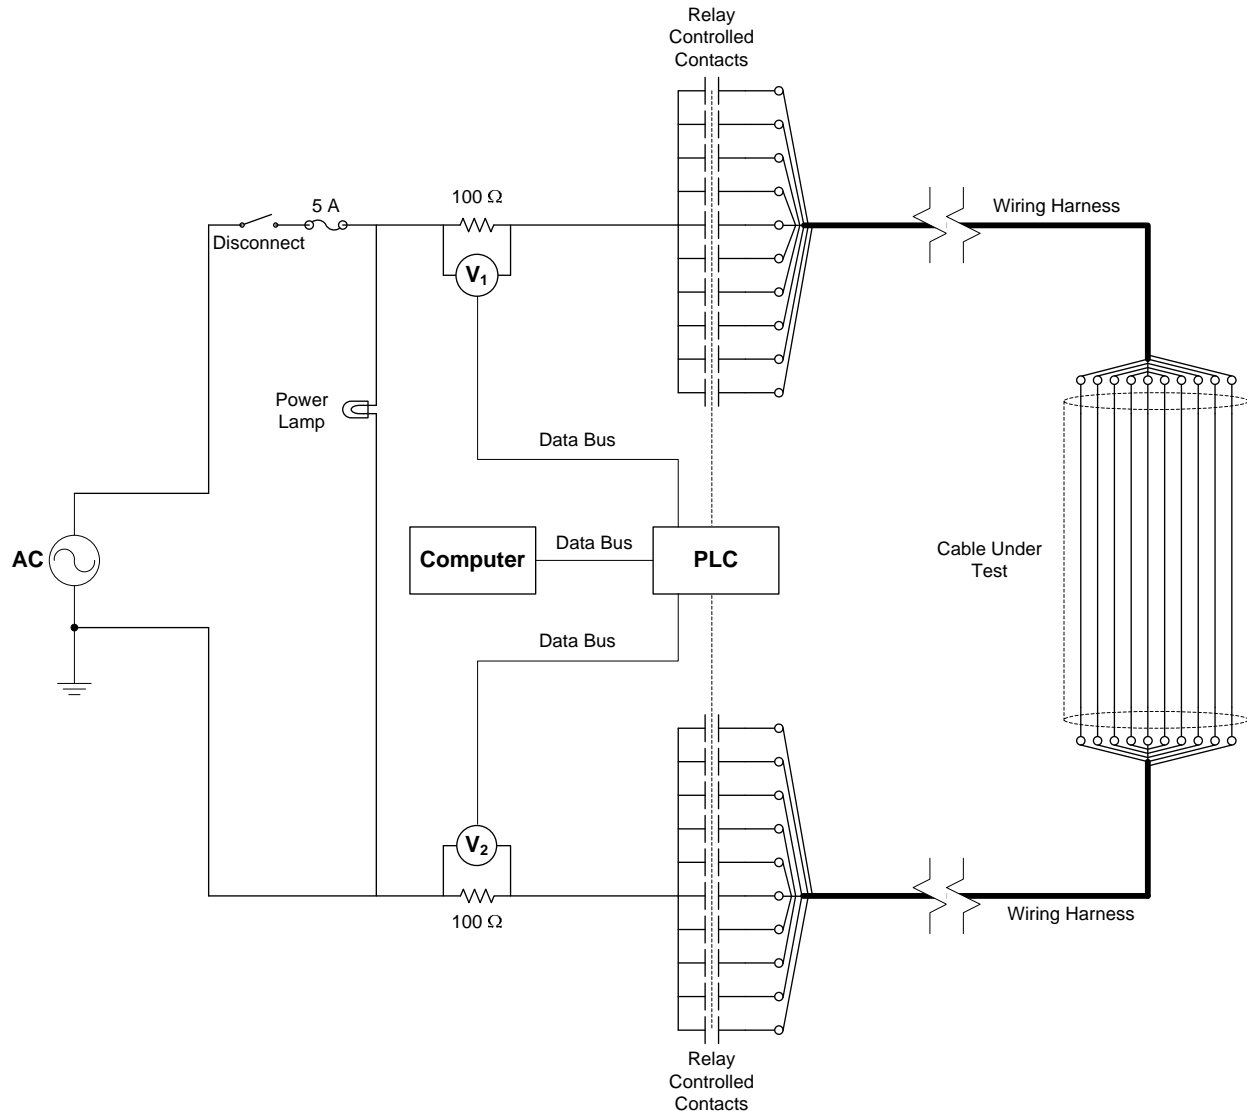 Relay
Controlled
Contacts
5 A
100 Ω
Wiring Harness
Disconnect
V1
Power
Lamp
Data Bus
AC
Computer
Data Bus
PLC
Cable Under
Test
Data Bus
V2
100 Ω
Wiring Harness
Relay
Controlled
Contacts